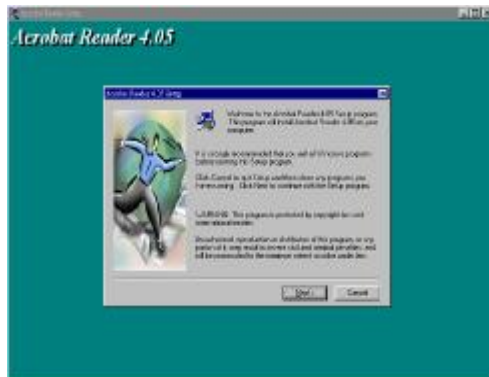 Acrobat Reader 4.05 Setup
Acrobat Reader 4.05
Acrobat Reader 4.05 Setup
Welcome to the Acrobat Reader 4.05 Setup program.
This program will install Acrobat Reader 4.05 on your
computer.
It is strongly recommended that you exit all Windows programs
before running this Setup program.
Click Cancel to quit Setup and then close any programs you
have running. Click Next to continue with the Setup program.
WARNING: This program is protected by copyright law and
international treaties.
Unauthorized reproduction or distribution of this program, or any
portion of it, may result in severe civil and criminal penalties, and
will be prosecuted to the maximum extent possible under law.
Next >
Cancel